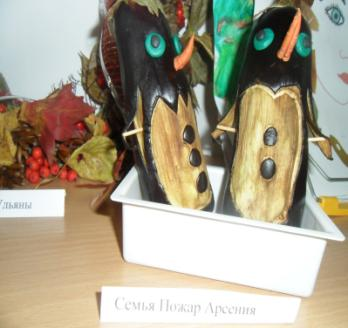 Ульяны
Семья Пожар Арсения